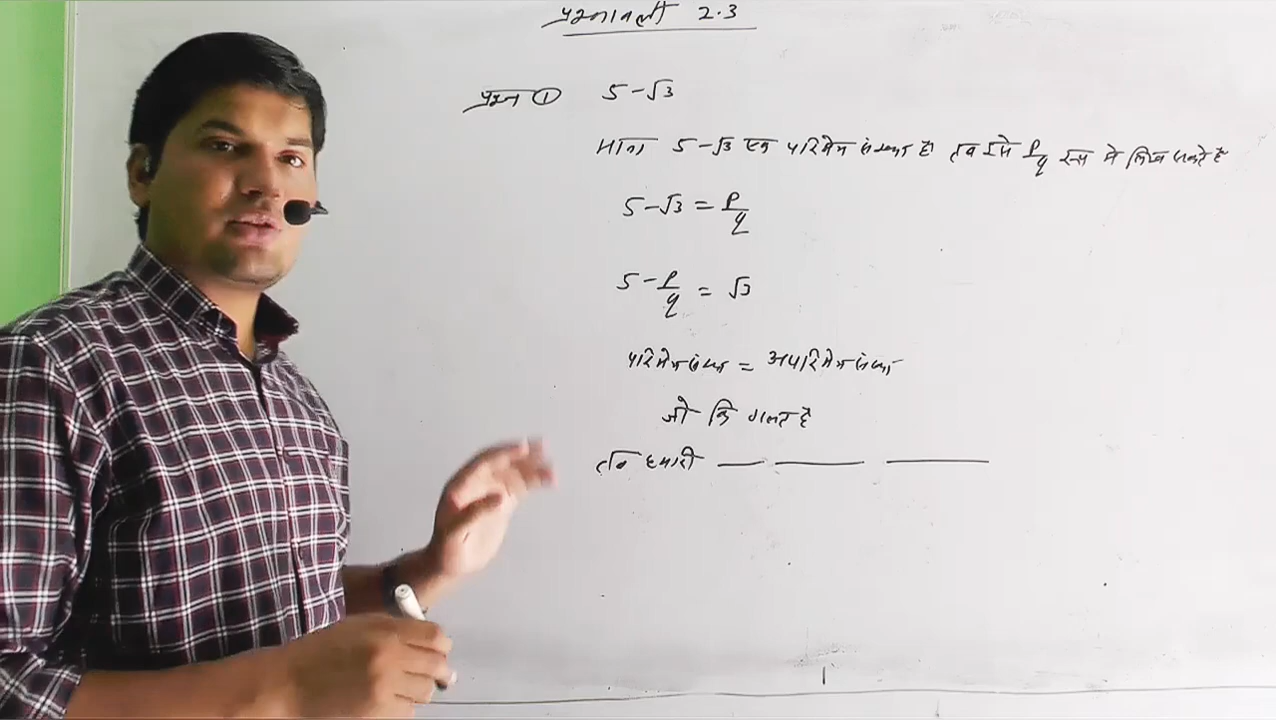 प्रश्नावली 2.3
प्रश्न ① 5-√3
माना 5-√3 एक परिमेय संख्या है। तब इसे P/q रूप में लिख सकते है
5-√3 = P/q
5 - P/q = √3
परिमेय संख्या = अपरिमेय संख्या
जो कि गलत है
तब हमारी — — —